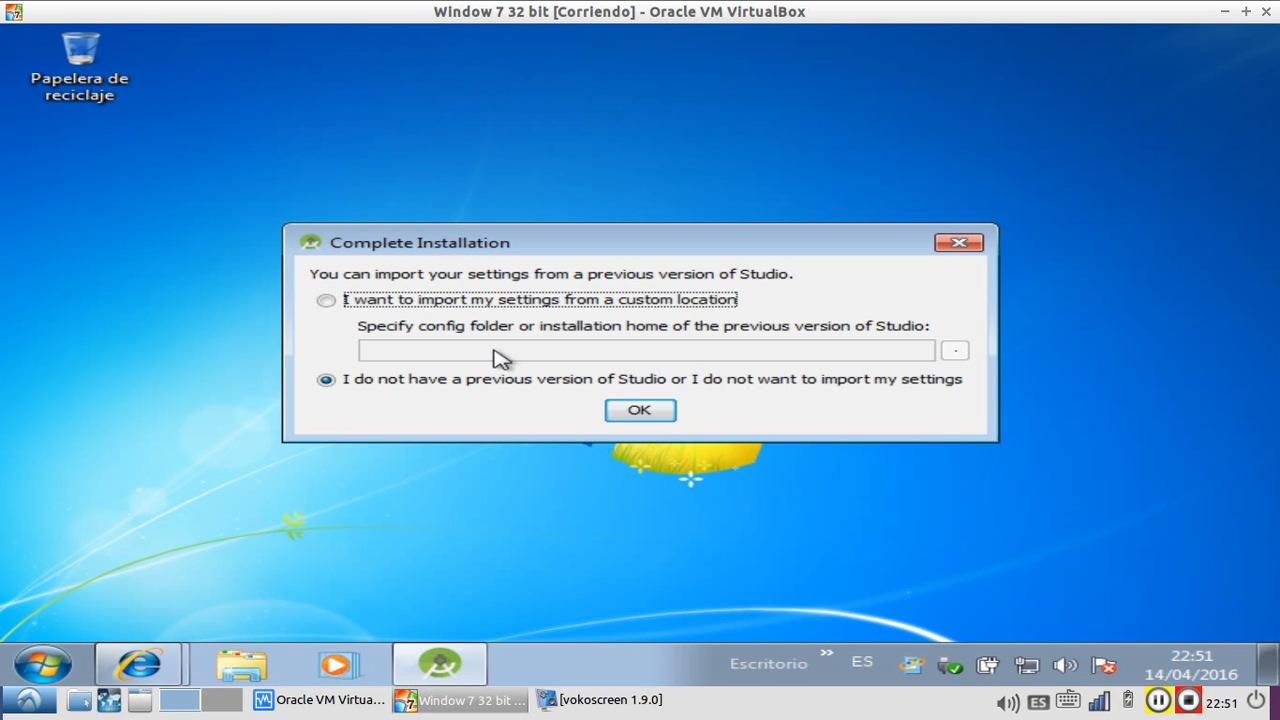 Window 7 32 bit [Corriendo] - Oracle VM VirtualBox
Papelera de
reciclaje
Complete Installation
You can import your settings from a previous version of Studio.
I want to import my settings from a custom location
Specify config folder or installation home of the previous version of Studio:
.
I do not have a previous version of Studio or I do not want to import my settings
OK
Escritorio
»
ES
22:51
14/04/2016
Oracle VM Virtua...
Window 7 32 bit ...
[vokoscreen 1.9.0]
ES
22:51